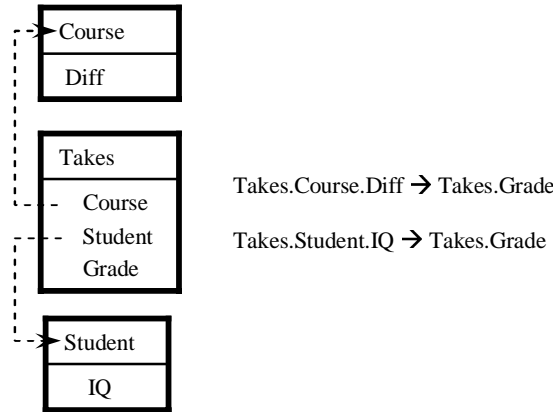 Course
Diff
Takes
Course
Student
Grade
Student
IQ
Takes.Course.Diff → Takes.Grade
Takes.Student.IQ → Takes.Grade